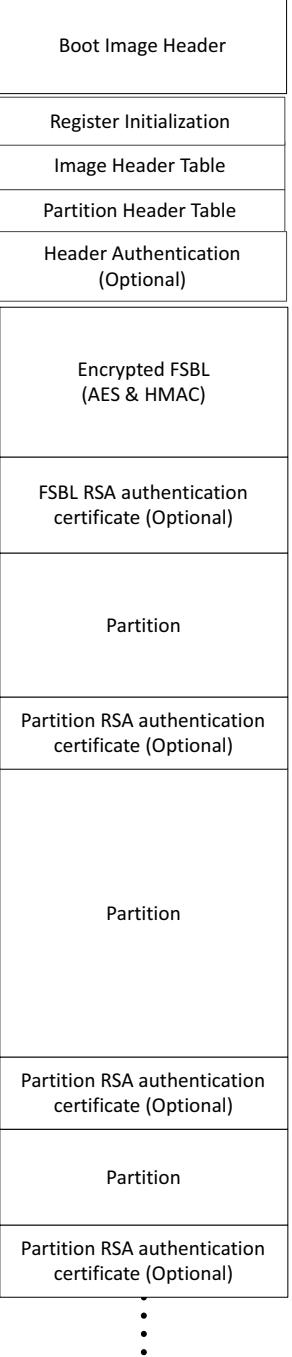 Boot Image Header
Register Initialization
Image Header Table
Partition Header Table
Header Authentication
(Optional)
Encrypted FSBL
(AES & HMAC)
FSBL RSA authentication
certificate (Optional)
Partition
Partition RSA authentication
certificate (Optional)
Partition
Partition RSA authentication
certificate (Optional)
Partition
Partition RSA authentication
certificate (Optional)